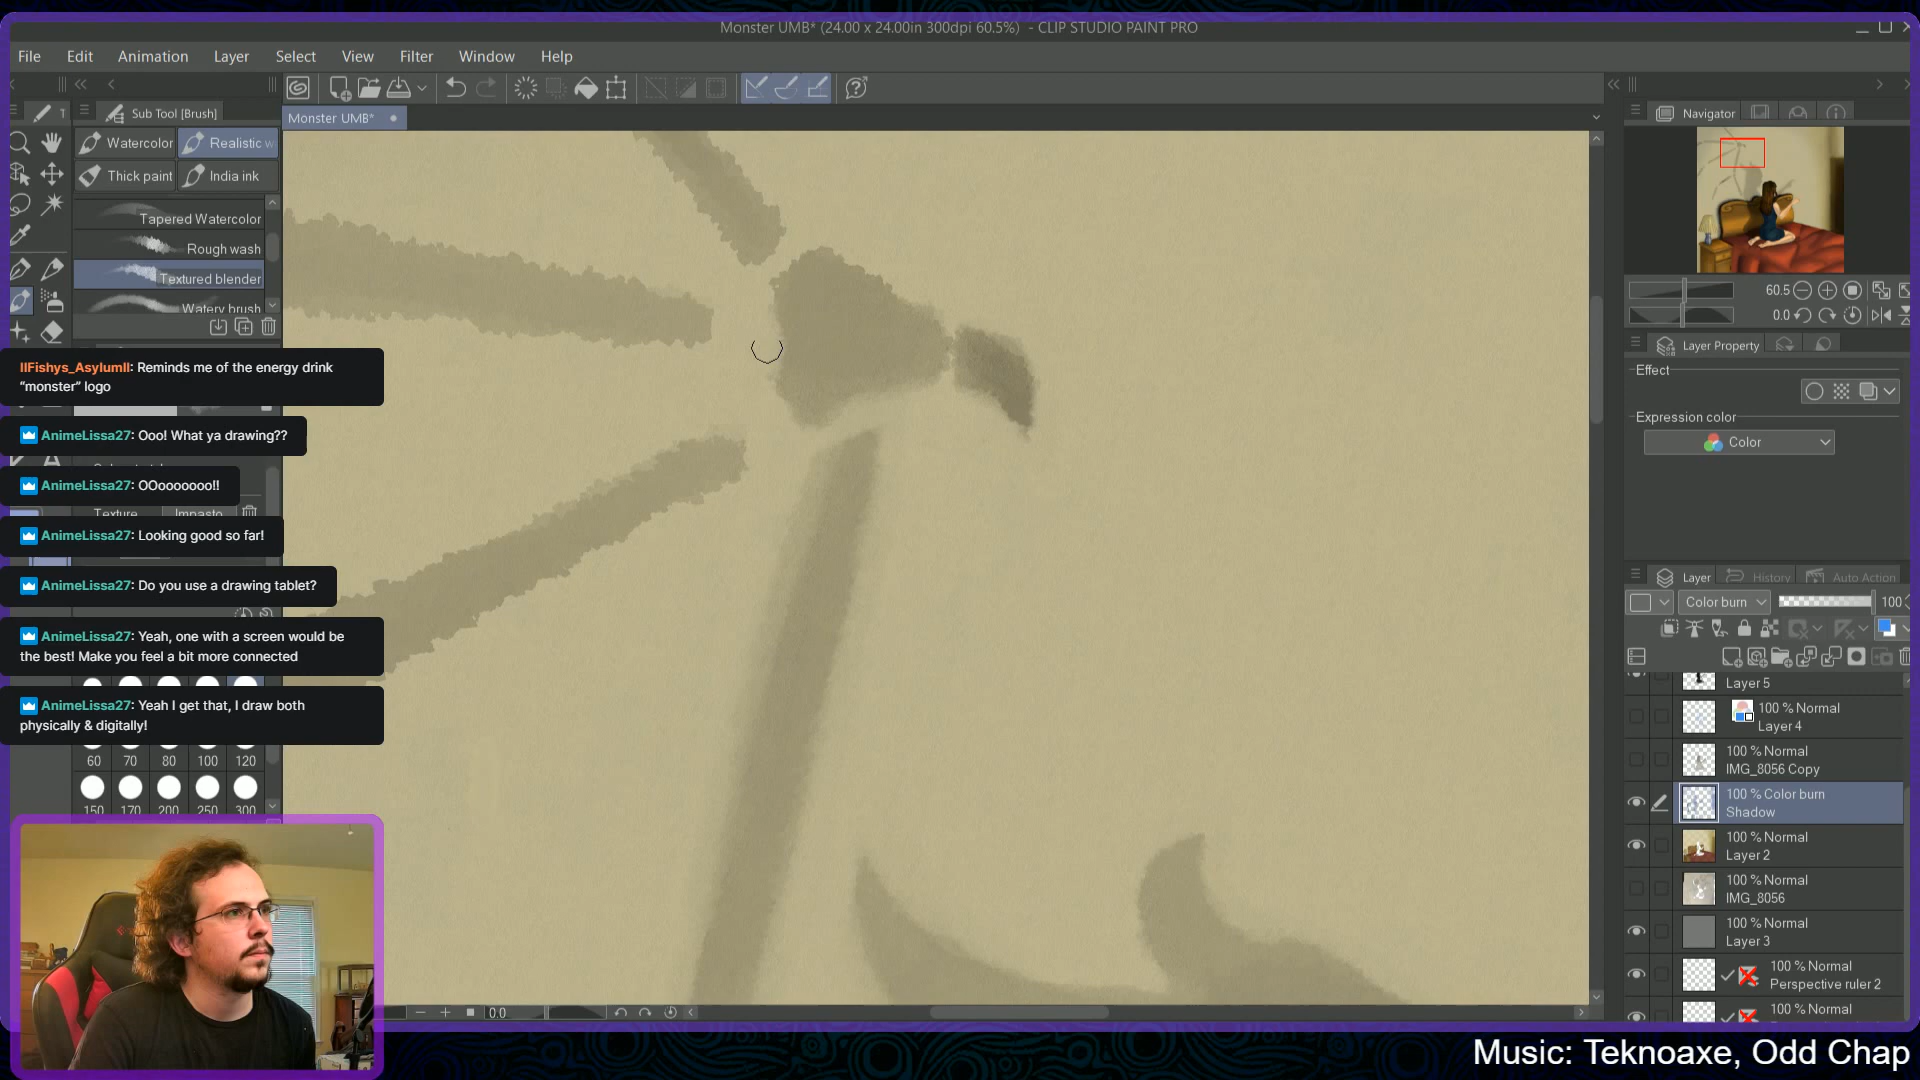 Monster UMB* (24.00 x 24.00in 300dpi 60.5%) - CLIP STUDIO PAINT PRO
File Edit Animation Layer Select View Filter Window Help
Sub Tool [Brush]
Monster UMB*
Navigator
Watercolor
Realistic w
Thick paint
India ink
Tapered Watercolor
Rough wash
Textured blender
Watery brush
60.5
0.0
Layer Property
Effect
Expression color
Color
IIFishys_AsylumII: Reminds me of the energy drink
“monster” logo
AnimeLissa27: Ooo! What ya drawing??
AnimeLissa27: OOooooooo!!
Texture Impasto
AnimeLissa27: Looking good so far!
AnimeLissa27: Do you use a drawing tablet?
AnimeLissa27: Yeah, one with a screen would be
the best! Make you feel a bit more connected
AnimeLissa27: Yeah I get that, I draw both
physically & digitally!
60 70 80 100 120
150 170 200 250 300
Layer History Auto Action
Color burn 100
Layer 5
100 % Normal
Layer 4
100 % Normal
IMG_8056 Copy
100 % Color burn
Shadow
100 % Normal
Layer 2
100 % Normal
IMG_8056
100 % Normal
Layer 3
100 % Normal
Perspective ruler 2
100 % Normal
0.0
Music: Teknoaxe, Odd Chap